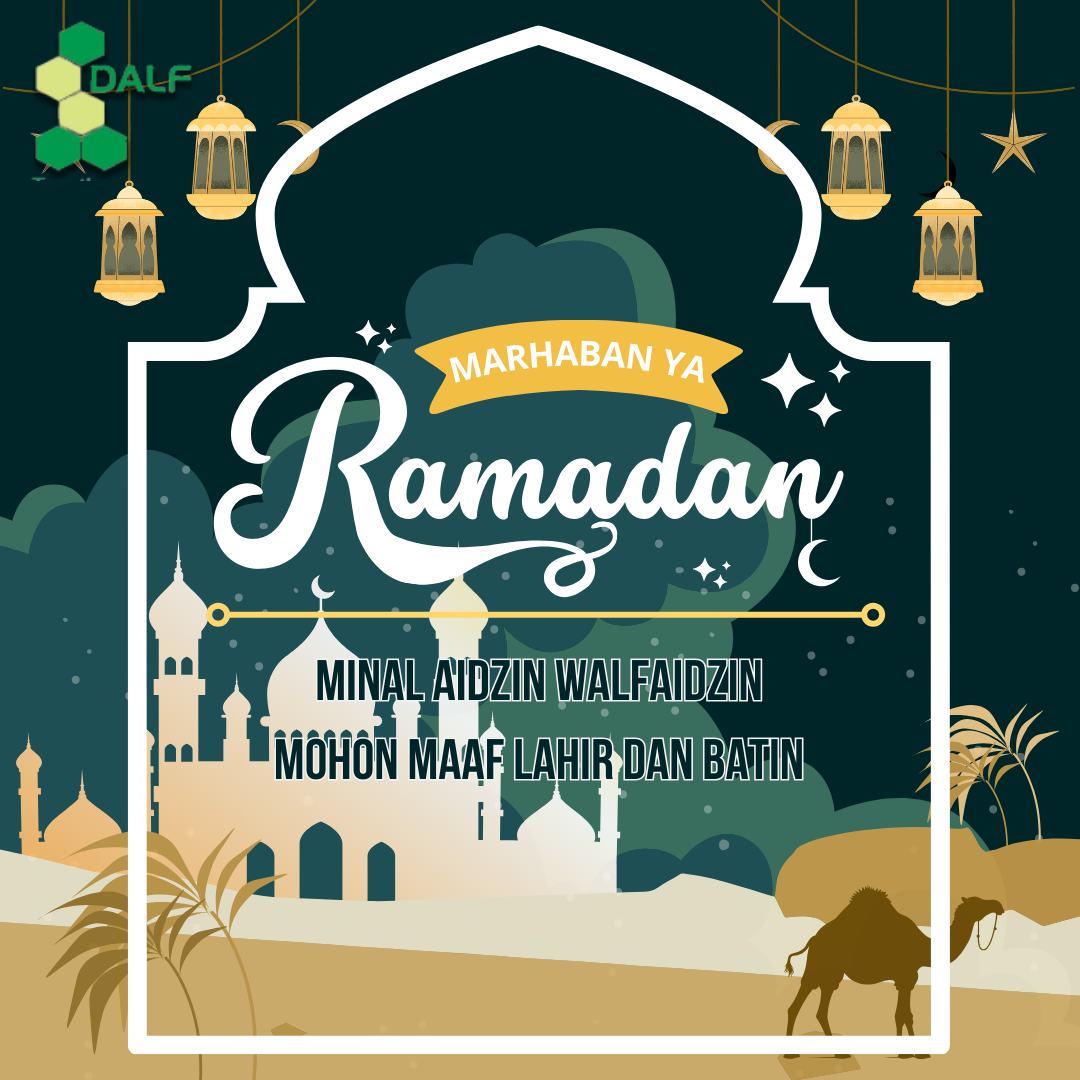 DALF
MARHABAN YA
Ramadan
MINAL AIDZIN WALFAIDZIN
MOHON MAAF LAHIR DAN BATIN